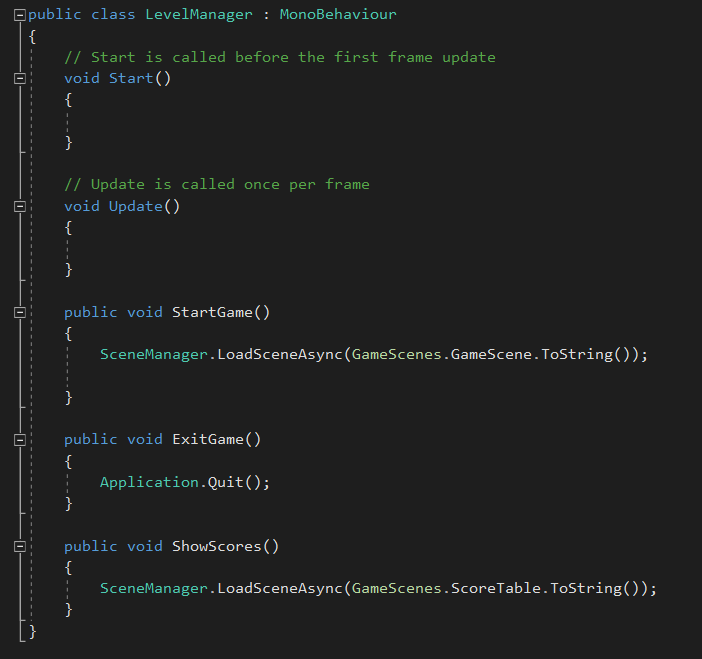 public class LevelManager : MonoBehaviour
{
    // Start is called before the first frame update
    void Start()
    {

    }

    // Update is called once per frame
    void Update()
    {

    }

    public void StartGame()
    {
        SceneManager.LoadSceneAsync(GameScenes.GameScene.ToString());

    }

    public void ExitGame()
    {
        Application.Quit();
    }

    public void ShowScores()
    {
        SceneManager.LoadSceneAsync(GameScenes.ScoreTable.ToString());
    }
}